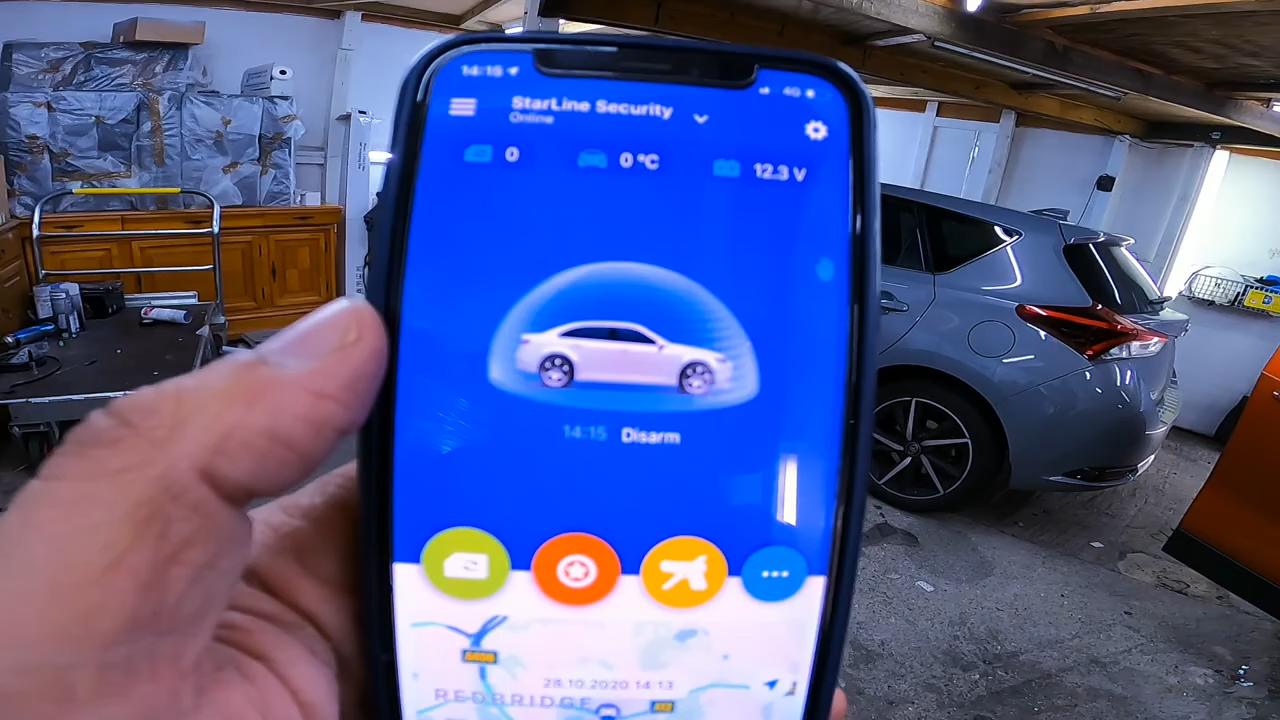 14:15
4G
StarLine Security
Online
0
0 °C
12.3 V
14:15 Disarm
28.10.2020 14:13
REDBRIDGE
A12